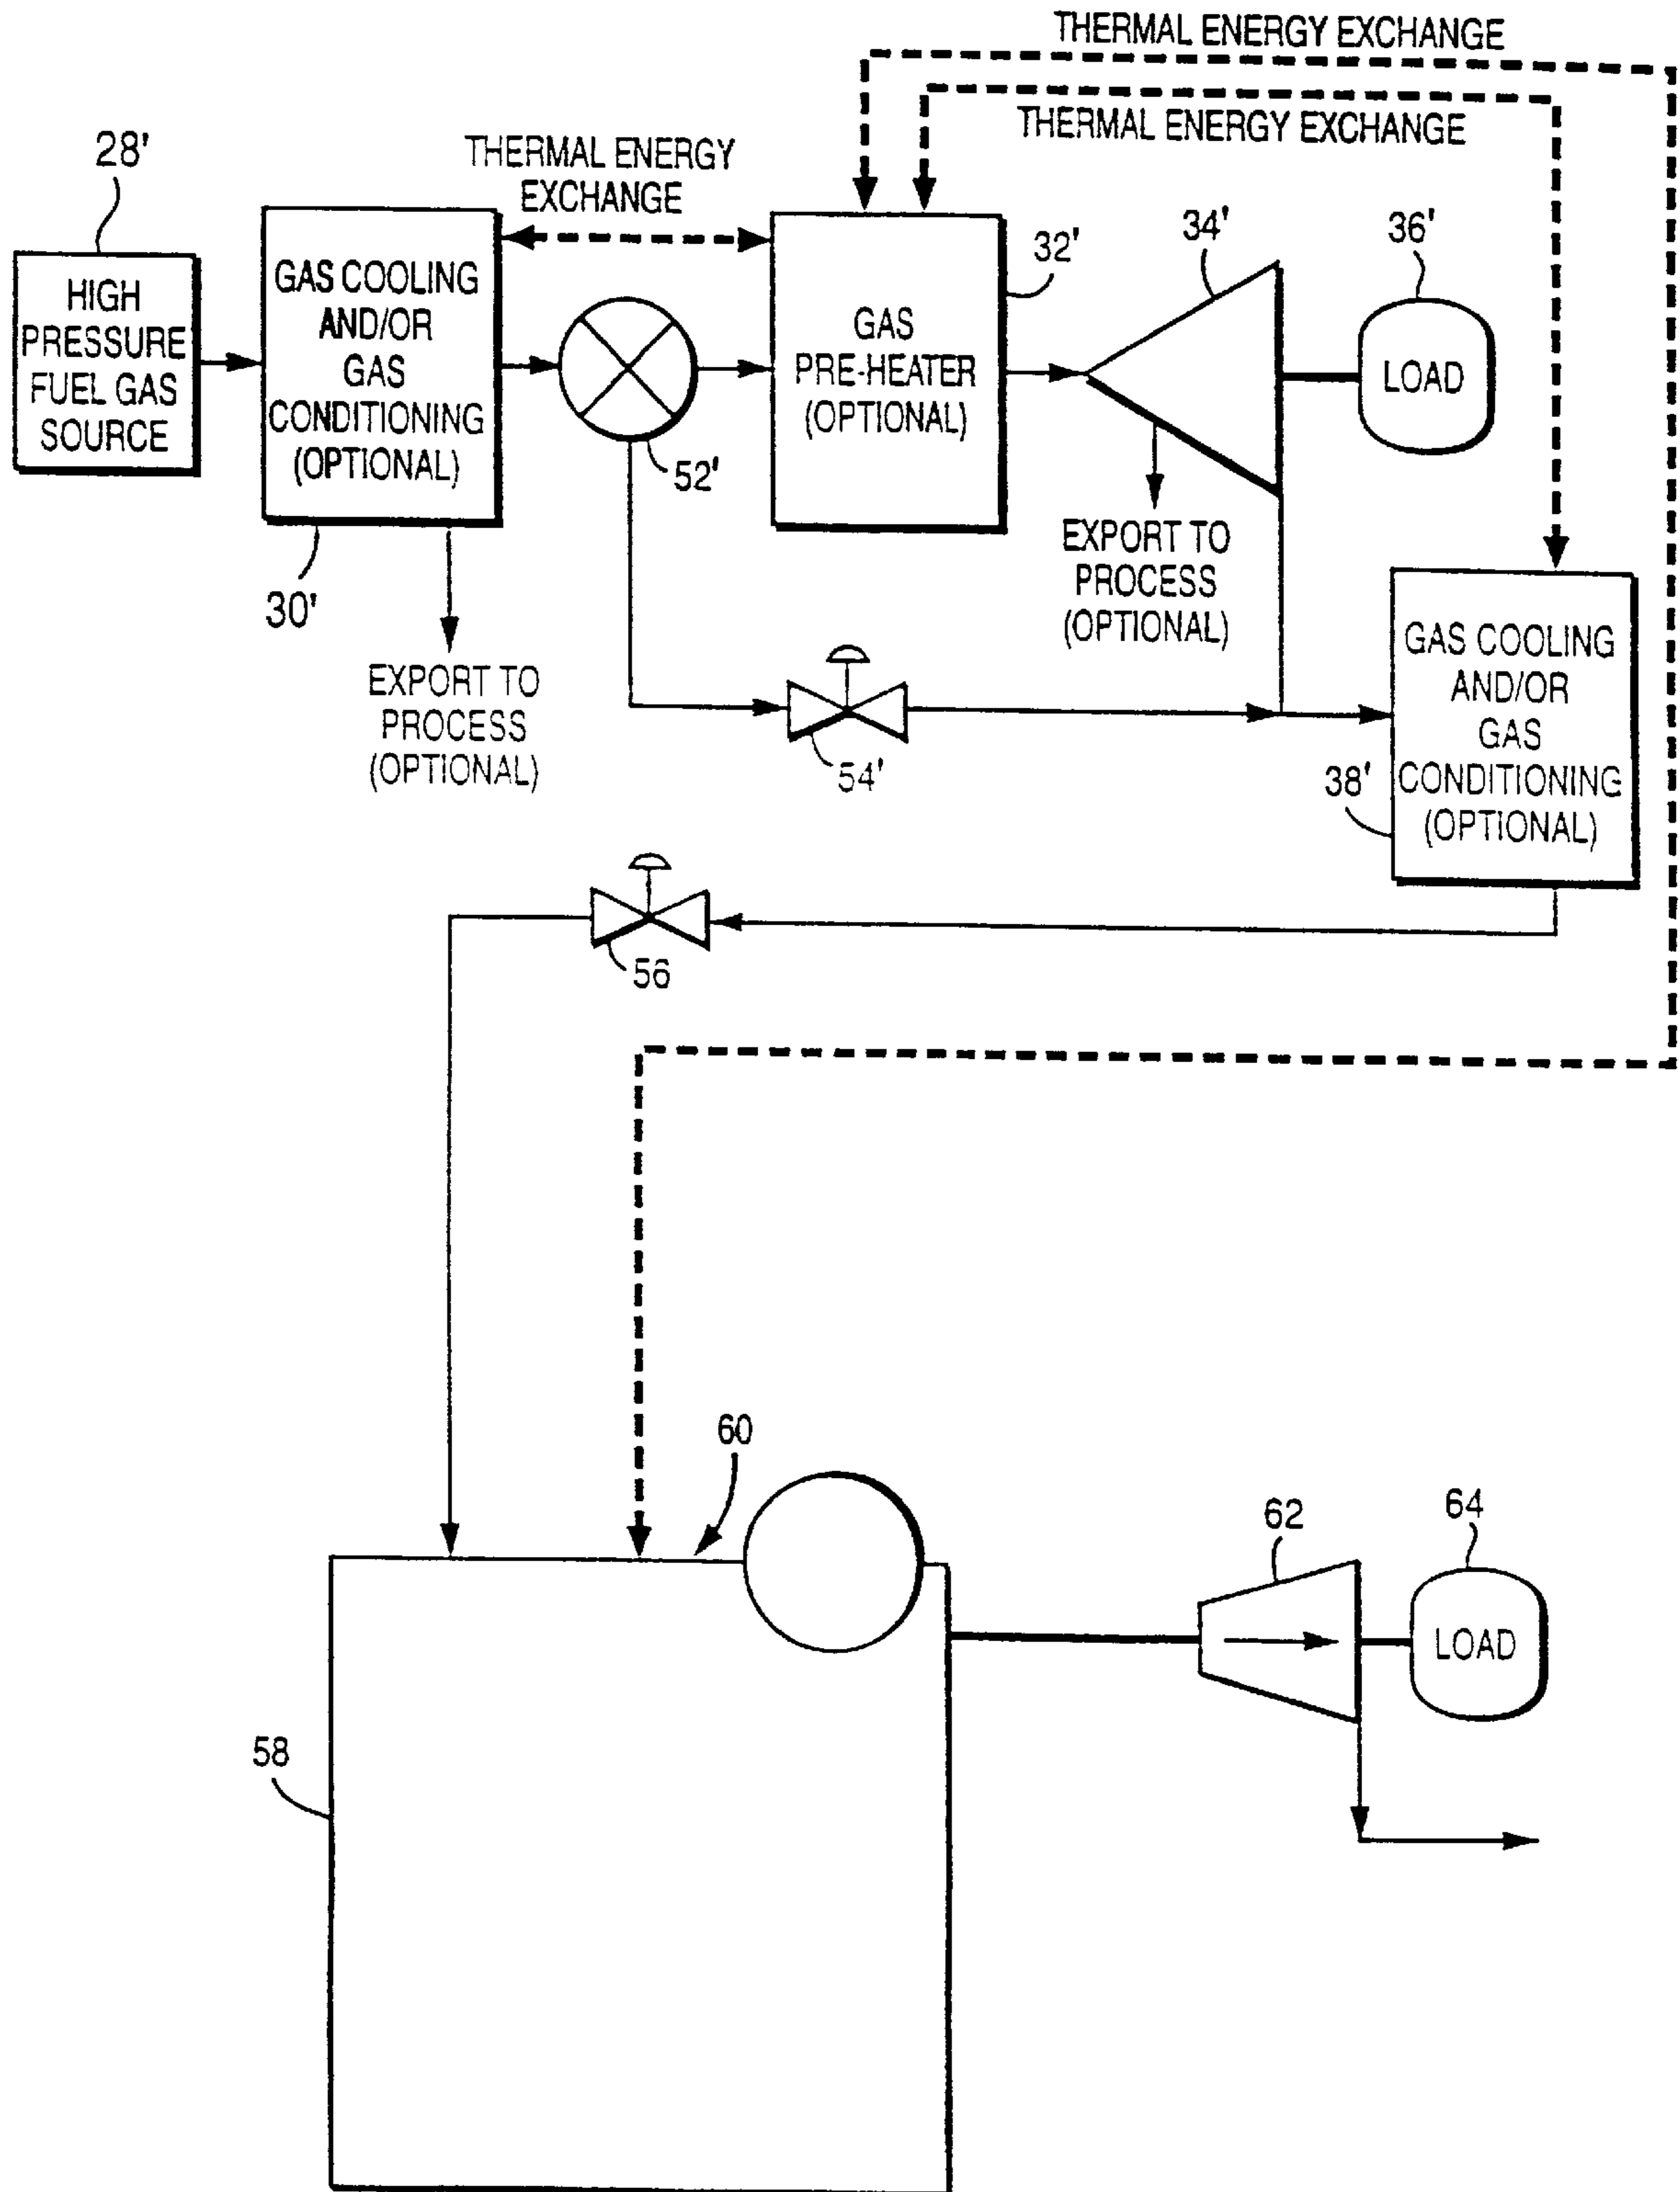 THERMAL ENERGY EXCHANGE
THERMAL ENERGY EXCHANGE
28'
THERMAL ENERGY
EXCHANGE
HIGH
PRESSURE
FUEL GAS
SOURCE
GAS COOLING
AND/OR
GAS
CONDITIONING
(OPTIONAL)
30'
EXPORT TO
PROCESS
(OPTIONAL)
52'
GAS
PRE-HEATER
(OPTIONAL)
32'
34'
36'
LOAD
EXPORT TO
PROCESS
(OPTIONAL)
54'
GAS COOLING
AND/OR
GAS
CONDITIONING
(OPTIONAL)
38'
56
60
62
64
LOAD
58